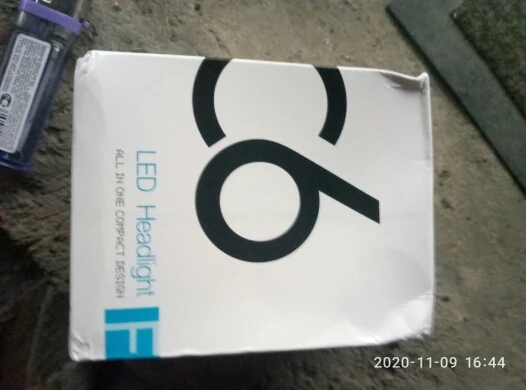 C6
LED Headlight
ALL IN ONE COMPACT DESIGN
2020-11-09 16:44